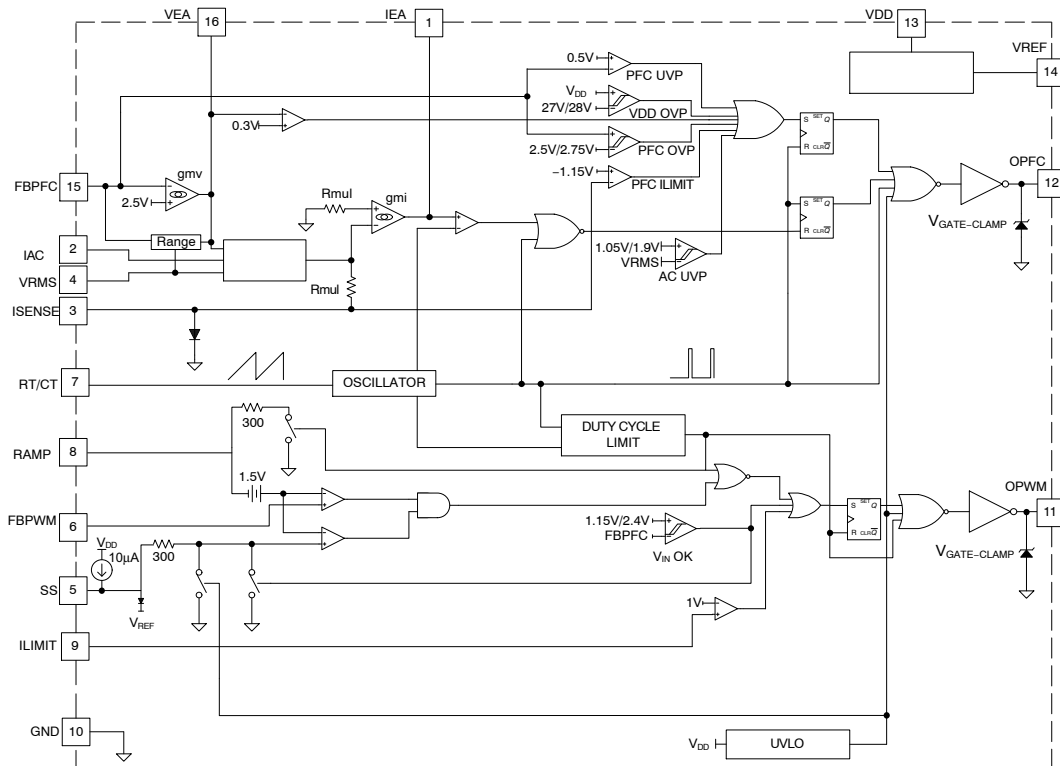 VEA
IEA
VDD
16
1
13
VREF
14
0.5V
PFC UVP
VDD
27V/28V
VDD OVP
0.3V
2.5V/2.75V
PFC OVP
-1.15V
PFC ILIMIT
S SET Q
R CLR Q
FBPFC
15
gmv
2.5V
Rmul
gmi
OPFC
12
VGATE-CLAMP
Range
S SET Q
R CLR Q
IAC
2
1.05V/1.9V
VRMS
AC UVP
VRMS
4
Rmul
ISENSE
3
RT/CT
7
OSCILLATOR
300
DUTY CYCLE
LIMIT
RAMP
8
1.5V
FBPWM
6
1.15V/2.4V
FBPFC
VIN OK
S SET Q
R CLR Q
OPWM
11
VGATE-CLAMP
VDD
10μA
300
SS
5
VREF
1V
ILIMIT
9
GND
10
VDD
UVLO